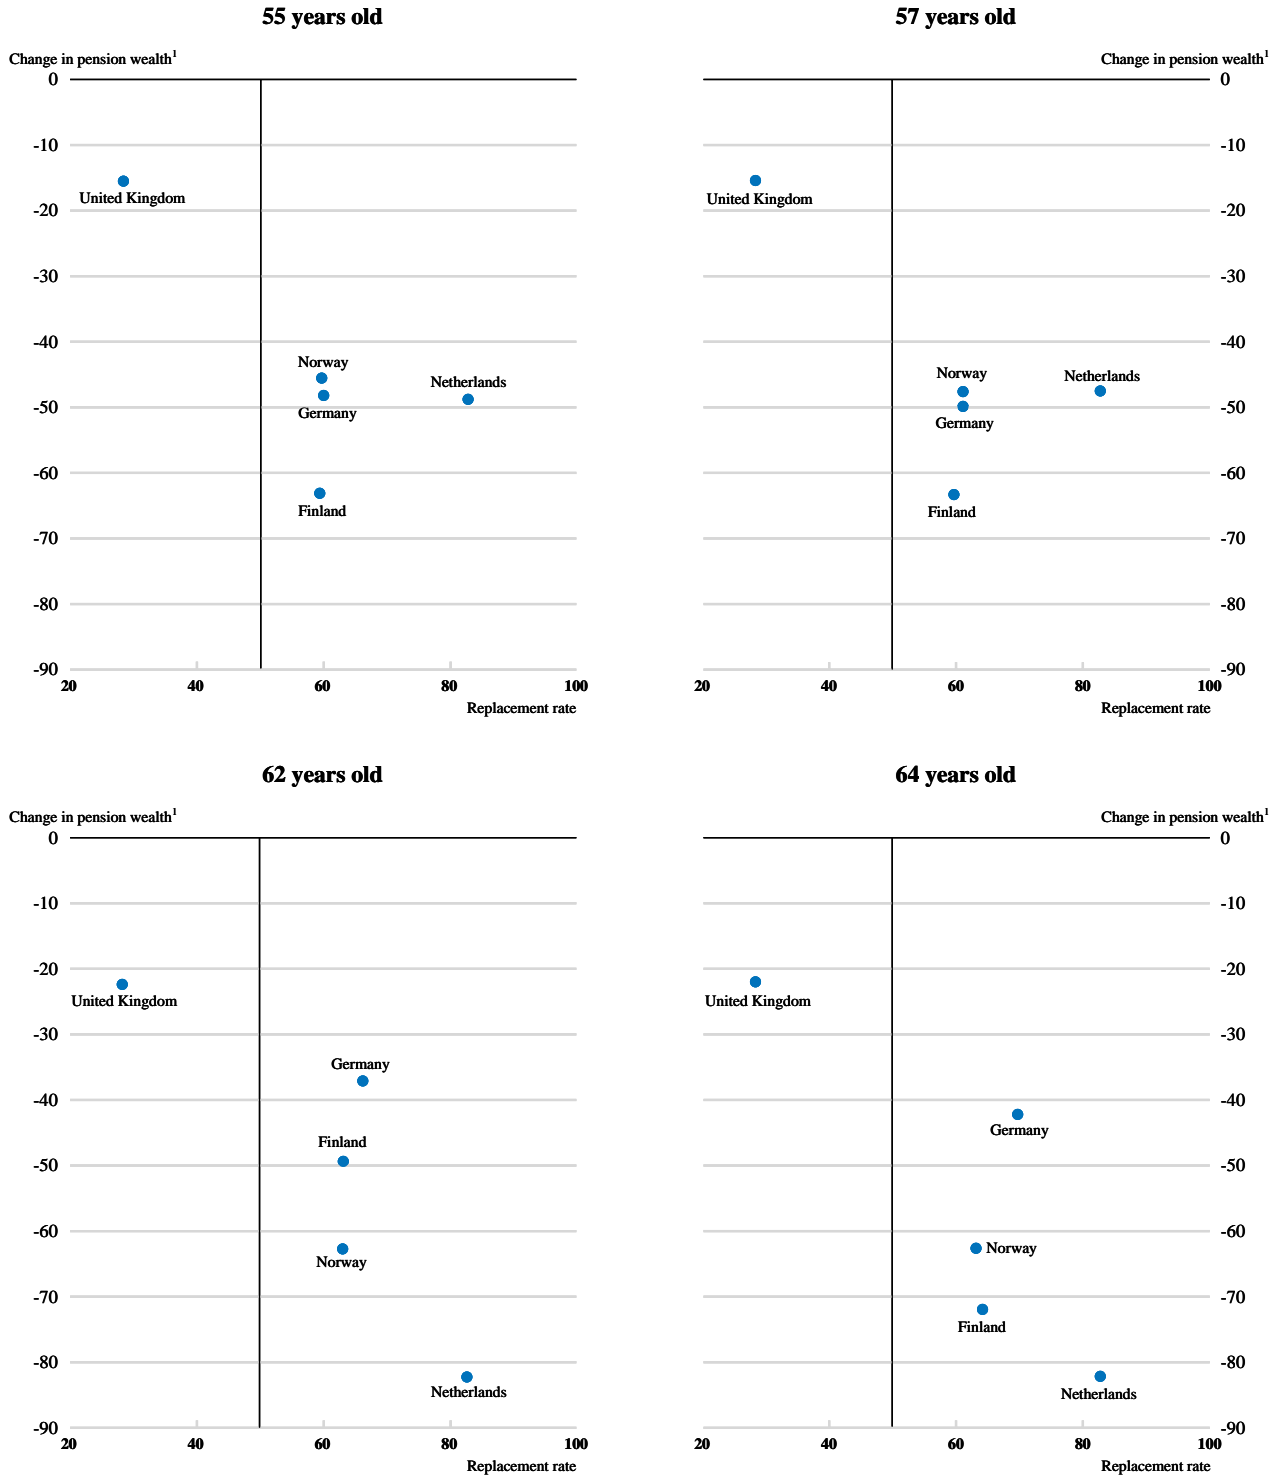 55 years old
57 years old
Change in pension wealth1
Change in pension wealth1
0
0
-10
-10
United Kingdom
United Kingdom
-20
-20
-30
-30
-40
-40
Norway
Netherlands
Norway
Netherlands
-50
Germany
-50
Germany
-60
-60
Finland
Finland
-70
-70
-80
-80
-90
-90
20 40 60 80 100
20 40 60 80 100
Replacement rate
Replacement rate
62 years old
64 years old
Change in pension wealth1
Change in pension wealth1
0
0
-10
-10
-20
-20
United Kingdom
United Kingdom
-30
-30
Germany
-40
-40
Germany
Finland
-50
-50
-60
-60
Norway
Norway
-70
-70
Finland
-80
-80
Netherlands
Netherlands
-90
-90
20 40 60 80 100
20 40 60 80 100
Replacement rate
Replacement rate